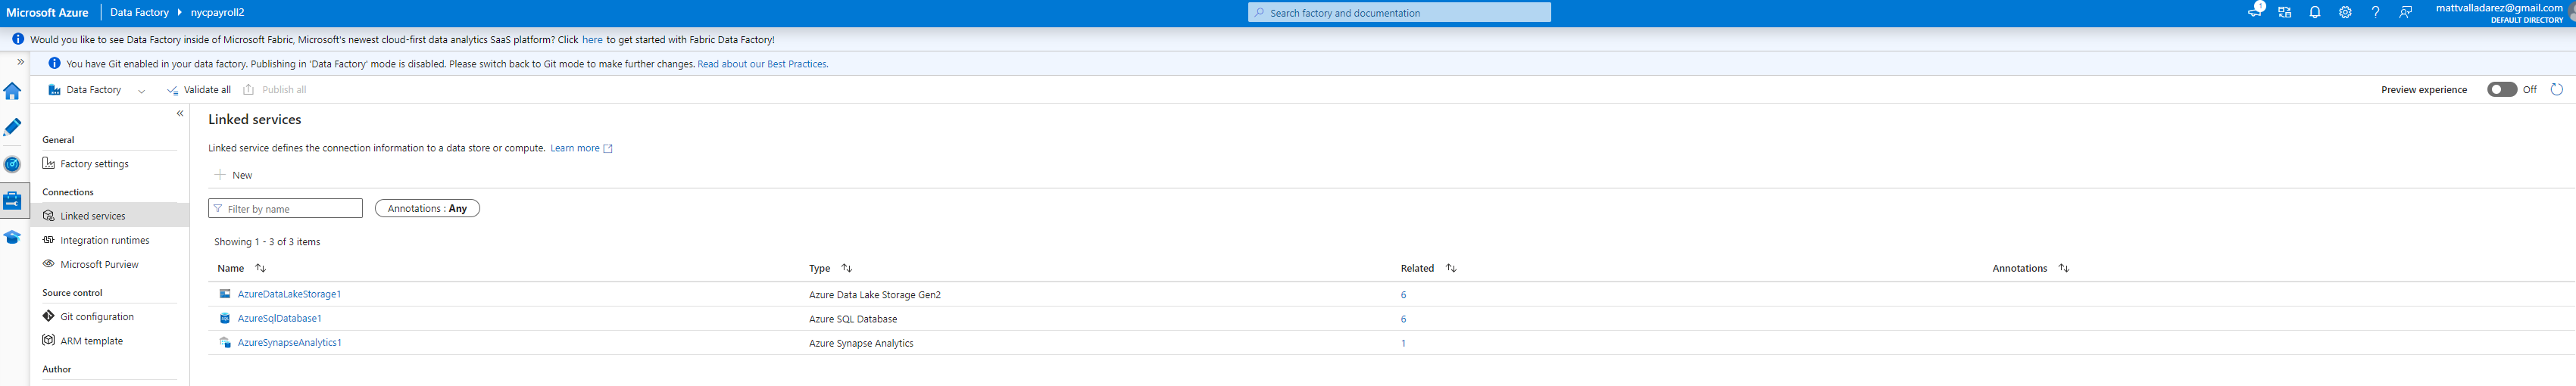 Microsoft Azure Data Factory nycpayroll2 Search factory and documentation 1 mattvalladarez@gmail.com
DEFAULT DIRECTORY
Would you like to see Data Factory inside of Microsoft Fabric, Microsoft's newest cloud-first data analytics SaaS platform? Click here to get started with Fabric Data Factory!
You have Git enabled in your data factory. Publishing in 'Data Factory' mode is disabled. Please switch back to Git mode to make further changes. Read about our Best Practices.
Data Factory Validate all Publish all Preview experience Off
General
Factory settings
Connections
Linked services
Integration runtimes
Microsoft Purview
Source control
Git configuration
ARM template
Author
Linked services
Linked service defines the connection information to a data store or compute. Learn more
New
Filter by name Annotations : Any
Showing 1 - 3 of 3 items
Name Type Related Annotations
AzureDataLakeStorage1 Azure Data Lake Storage Gen2 6
AzureSqlDatabase1 Azure SQL Database 6
AzureSynapseAnalytics1 Azure Synapse Analytics 1